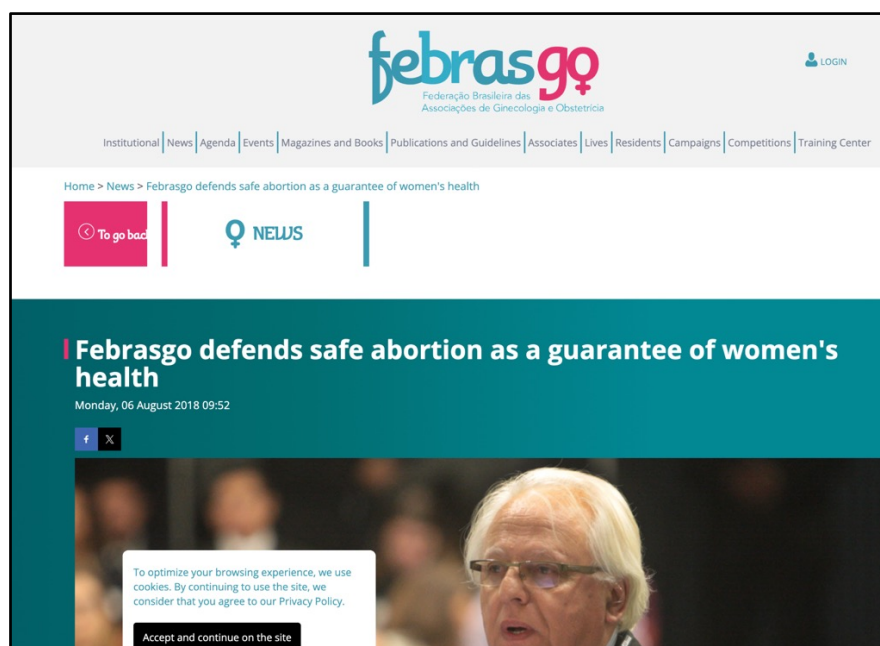 febrasgo
Federação Brasileira das
Associações de Ginecologia e Obstetrícia
LOGIN
Institutional News Agenda Events Magazines and Books Publications and Guidelines Associates Lives Residents Campaigns Competitions Training Center
Home > News > Febrasgo defends safe abortion as a guarantee of women's health
To go back
NEWS
Febrasgo defends safe abortion as a guarantee of women's
health
Monday, 06 August 2018 09:52
f X
To optimize your browsing experience, we use
cookies. By continuing to use the site, we
consider that you agree to our Privacy Policy.
Accept and continue on the site